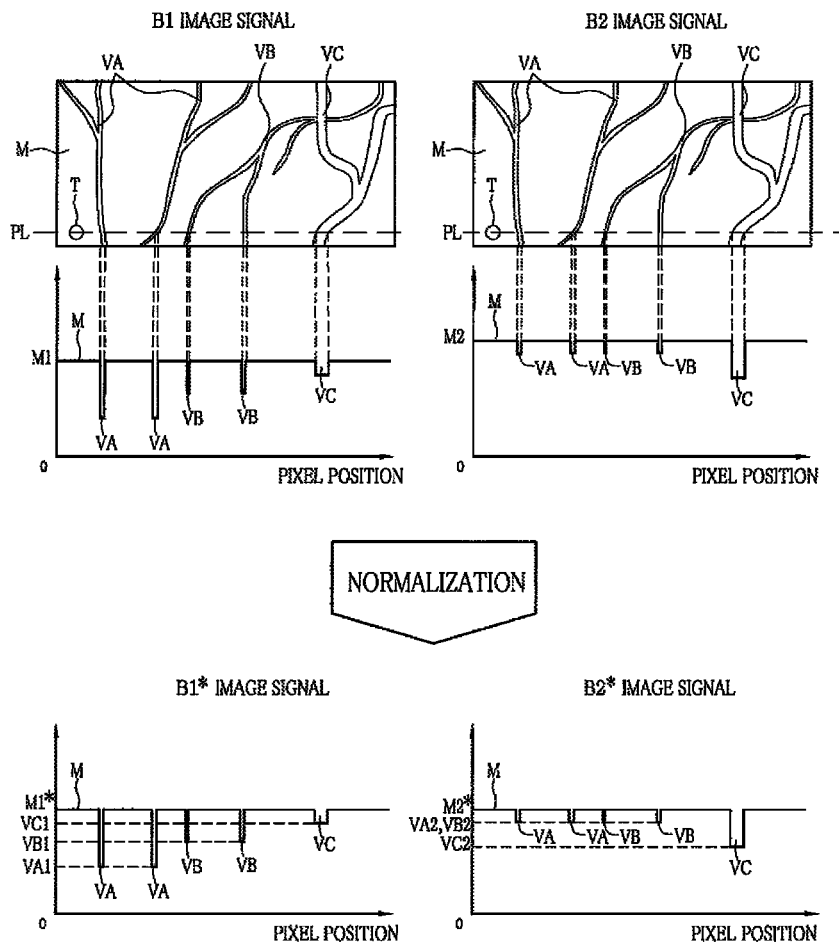 B1 IMAGE SIGNAL
VA
VB
VC
M
T
PL
M1
M
VA
VA
VB
VB
VC
0
PIXEL POSITION
B2 IMAGE SIGNAL
VA
VB
VC
M
T
PL
M2
M
VA
VA
VB
VB
VC
0
PIXEL POSITION
NORMALIZATION
B1* IMAGE SIGNAL
M
M1*
VC1
VB1
VA1
VA
VA
VB
VB
VC
0
PIXEL POSITION
B2* IMAGE SIGNAL
M
M2*
VA2,VB2
VC2
VA
VA
VB
VB
VC
0
PIXEL POSITION